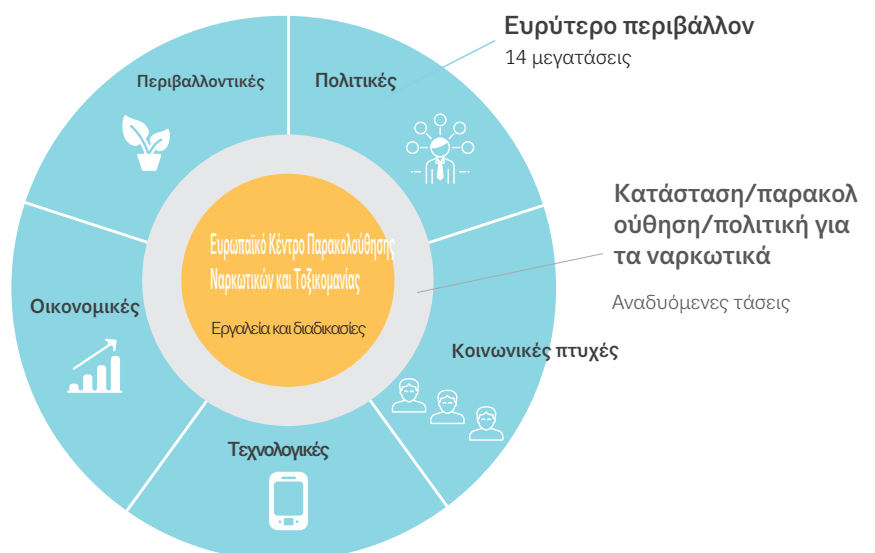 Ευρύτερο περιβάλλον
14 μεγατάσεις
Περιβαλλοντικές
Πολιτικές
Κατάσταση/παρακολ
ούθηση/πολιτική για
τα ναρκωτικά
Αναδυόμενες τάσεις
Ευρωπαϊκό Κέντρο Παρακολούθησης
Ναρκωτικών και Τοξικομανίας
Εργαλεία και διαδικασίες
Οικονομικές
Κοινωνικές πτυχές
Τεχνολογικές